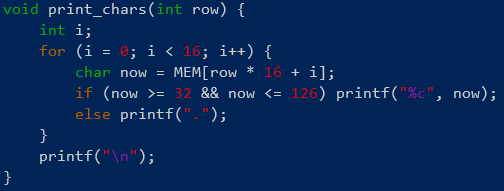 void print_chars(int row) {
    int i;
    for (i = 0; i < 16; i++) {
        char now = MEM[row * 16 + i];
        if (now >= 32 && now <= 126) printf("%c", now);
        else printf(".");
    }
    printf("\n");
}